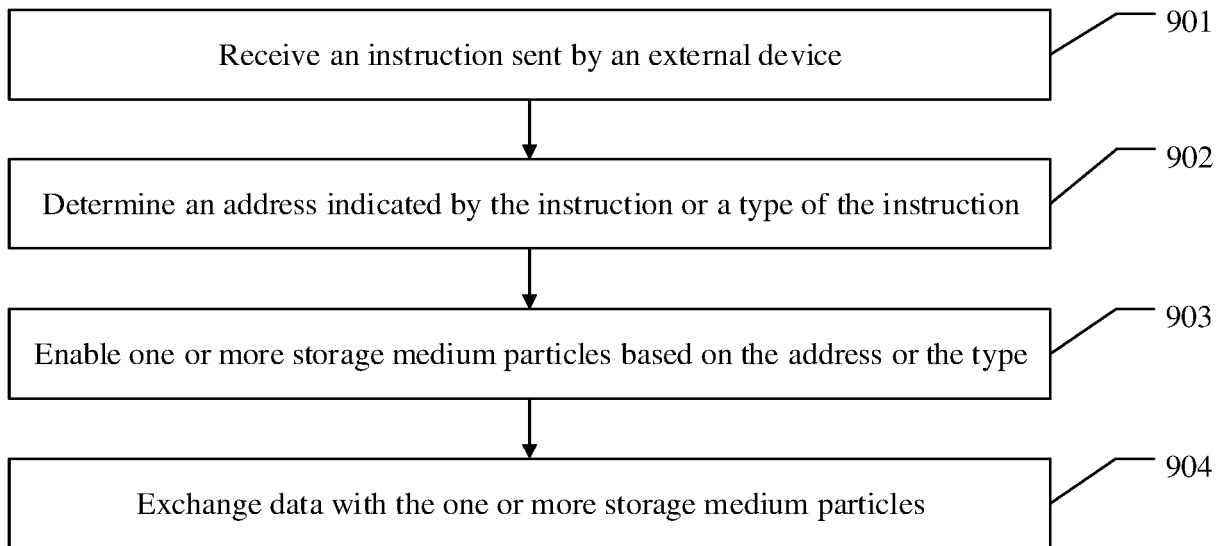 901
Receive an instruction sent by an external device
902
Determine an address indicated by the instruction or a type of the instruction
903
Enable one or more storage medium particles based on the address or the type
904
Exchange data with the one or more storage medium particles